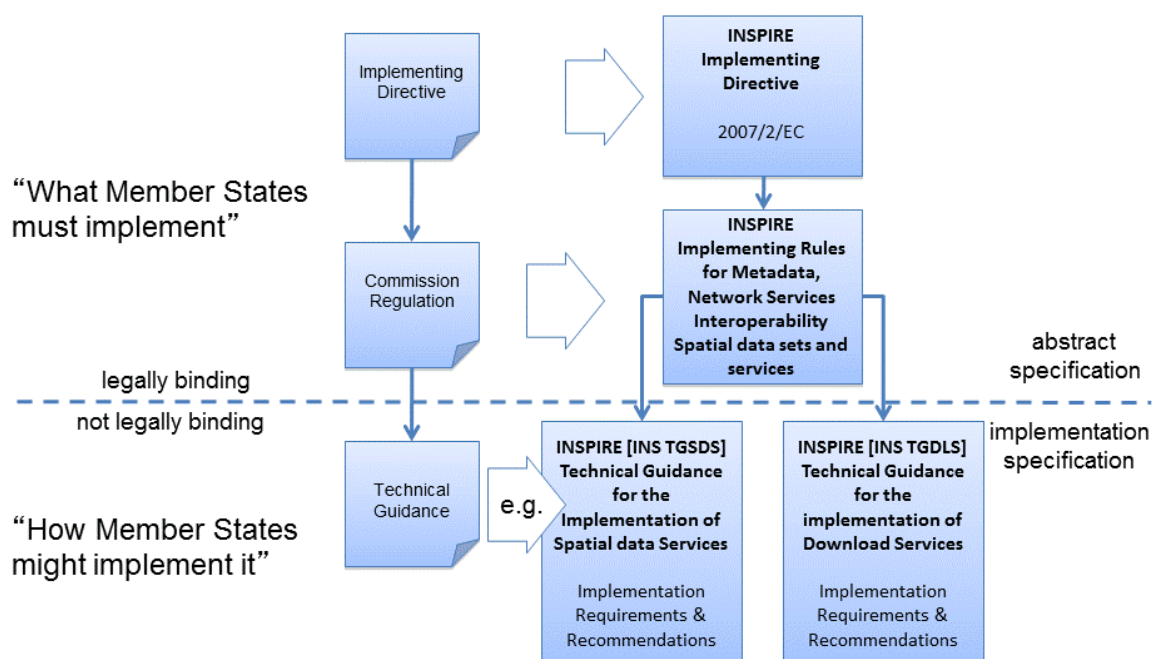 Implementing
Directive
INSPIRE
Implementing
Directive
2007/2/EC
“What Member States
must implement”
Commission
Regulation
INSPIRE
Implementing Rules
for Metadata,
Network Services
Interoperability
Spatial data sets and
services
abstract
specification
legally binding
not legally binding
implementation
specification
Technical
Guidance
e.g.
INSPIRE [INS TGSDS]
Technical Guidance
for the
Implementation of
Spatial data Services
Implementation
Requirements &
Recommendations
INSPIRE [INS TGDLS]
Technical Guidance
for the
implementation of
Download Services
Implementation
Requirements &
Recommendations
“How Member States
might implement it”